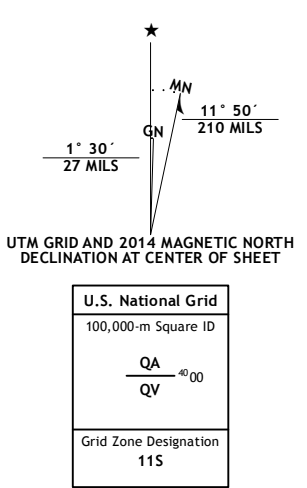 ★
MN
GN
11° 50´
210 MILS
1° 30´
27 MILS
UTM GRID AND 2014 MAGNETIC NORTH
DECLINATION AT CENTER OF SHEET
U.S. National Grid
100,000-m Square ID
QA
QV
4000
Grid Zone Designation
11S